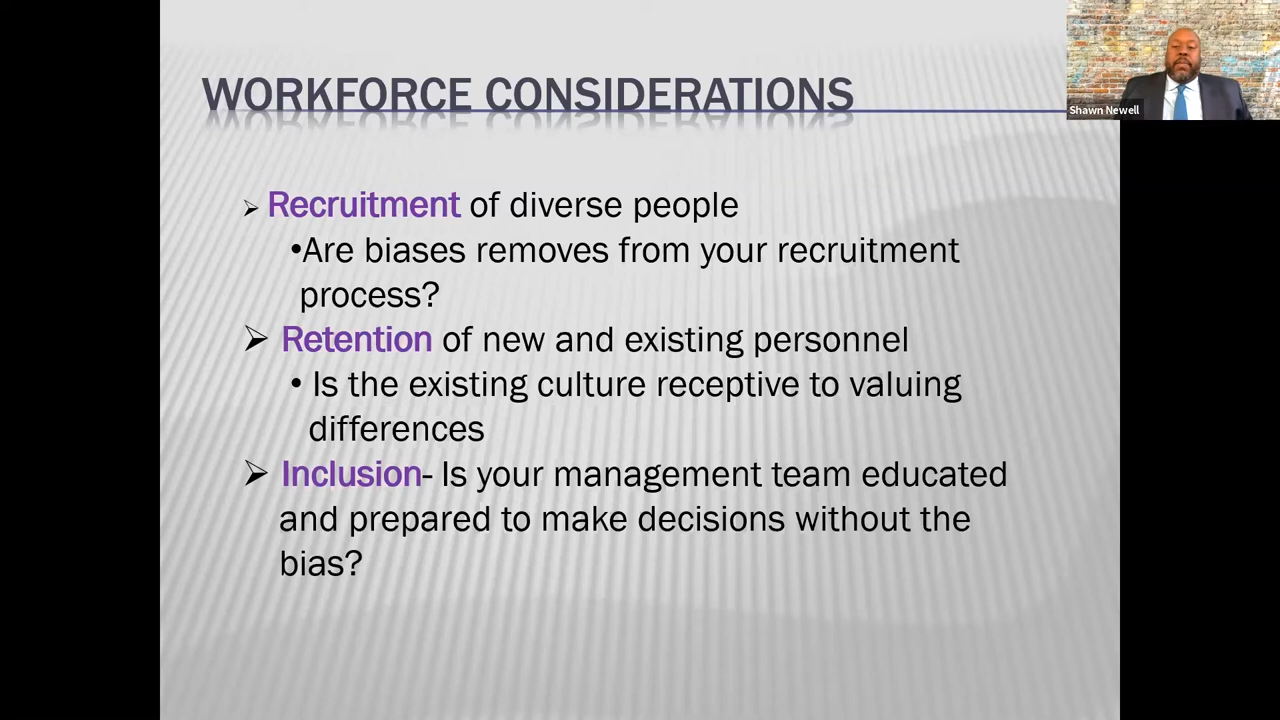 WORKFORCE CONSIDERATIONS
Shawn Newell
➢ Recruitment of diverse people
•Are biases removes from your recruitment
process?
➢ Retention of new and existing personnel
• Is the existing culture receptive to valuing
differences
➢ Inclusion- Is your management team educated
and prepared to make decisions without the
bias?